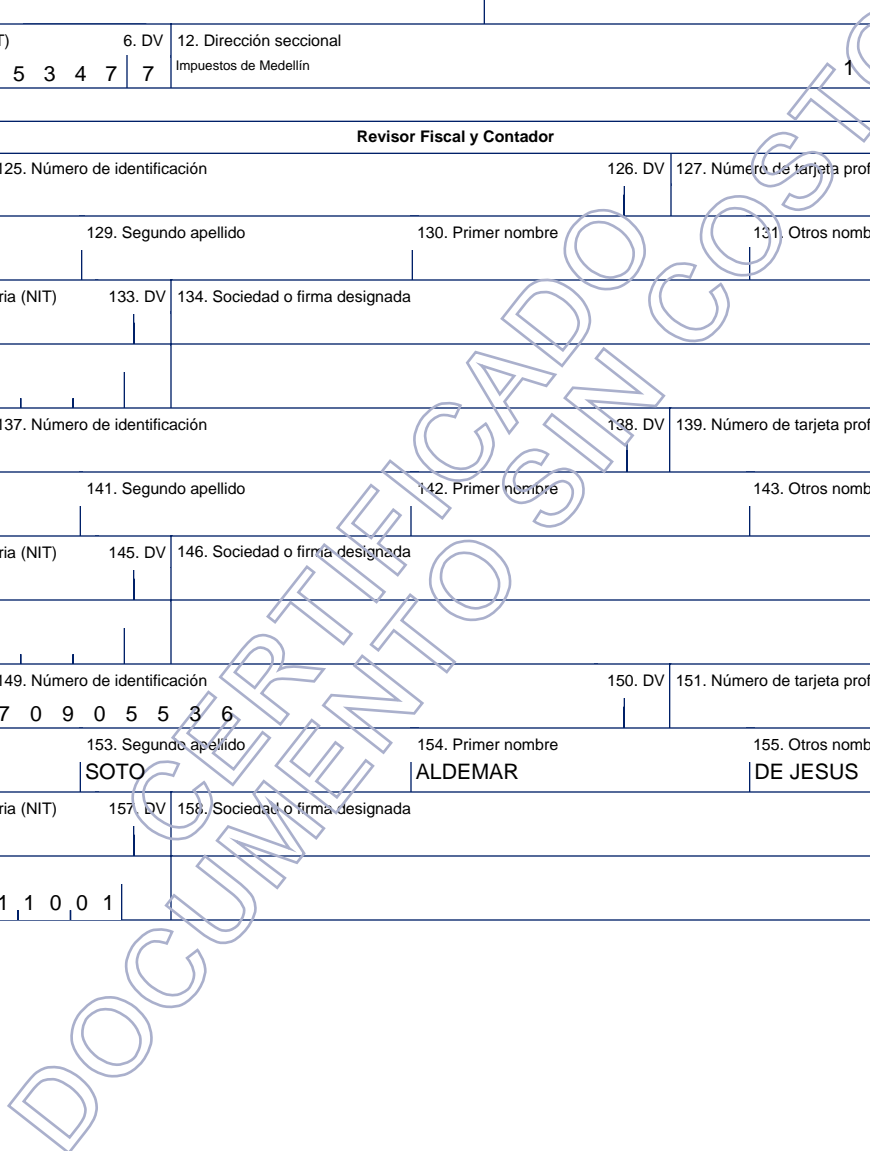 T) 6. DV 12. Dirección seccional
5 3 4 7 7 Impuestos de Medellín 1
Revisor Fiscal y Contador
125. Número de identificación 126. DV 127. Número de tarjeta prof
129. Segundo apellido 130. Primer nombre 131. Otros nomb
ria (NIT) 133. DV 134. Sociedad o firma designada
137. Número de identificación 138. DV 139. Número de tarjeta prof
141. Segundo apellido 142. Primer nombre 143. Otros nomb
ria (NIT) 145. DV 146. Sociedad o firma designada
149. Número de identificación 150. DV 151. Número de tarjeta prof
7 0 9 0 5 5 3 6
153. Segundo apellido 154. Primer nombre 155. Otros nomb
SOTO ALDEMAR DE JESUS
ria (NIT) 157. DV 158. Sociedad o firma designada
1 1 0 0 1
CERTIFICADO
DOCUMENTO SIN COSTO